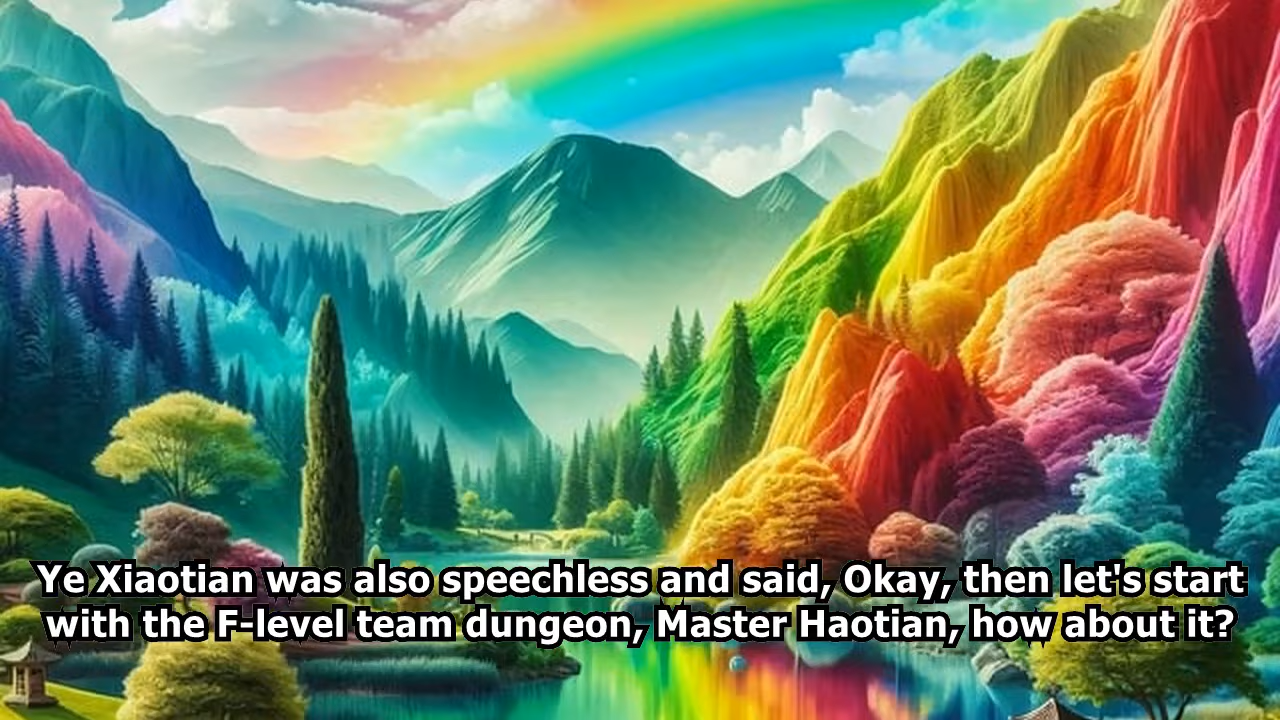 Ye Xiaotian was also speechless and said, Okay, then let's start
with the F-level team dungeon, Master Haotian, how about it?